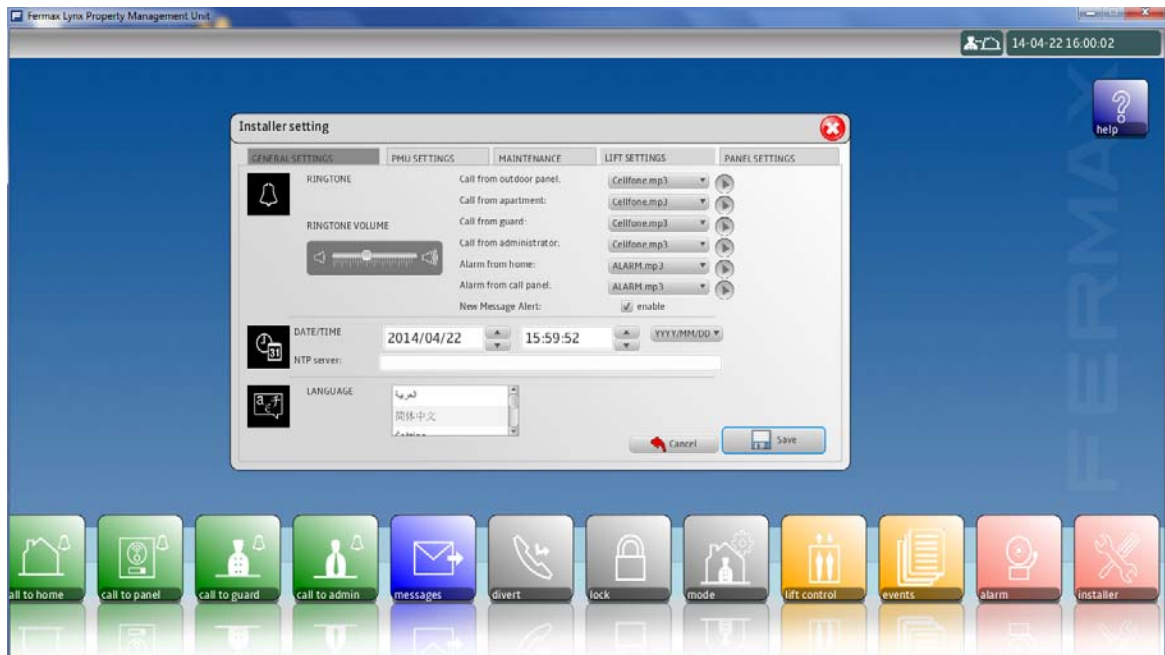 Fermax Lynx Property Management Unit
14-04-22 16:00:02
help
Installer setting
GENERAL SETTINGS PMU SETTINGS MAINTENANCE LIFT SETTINGS PANEL SETTINGS
RINGTONE Call from outdoor panel: Cellfone.mp3
Call from apartment: Cellfone.mp3
RINGTONE VOLUME Call from guard: Cellfone.mp3
Call from administrator: Cellfone.mp3
Alarm from home: ALARM.mp3
Alarm from call panel: ALARM.mp3
New Message Alert: enable
DATE/TIME 2014/04/22 15:59:52 YYYY/MM/DD
NTP server:
LANGUAGE العربية
简体中文
Cancel Save
all to home call to panel call to guard call to admin messages divert lock mode lift control events alarm installer
FERMAX